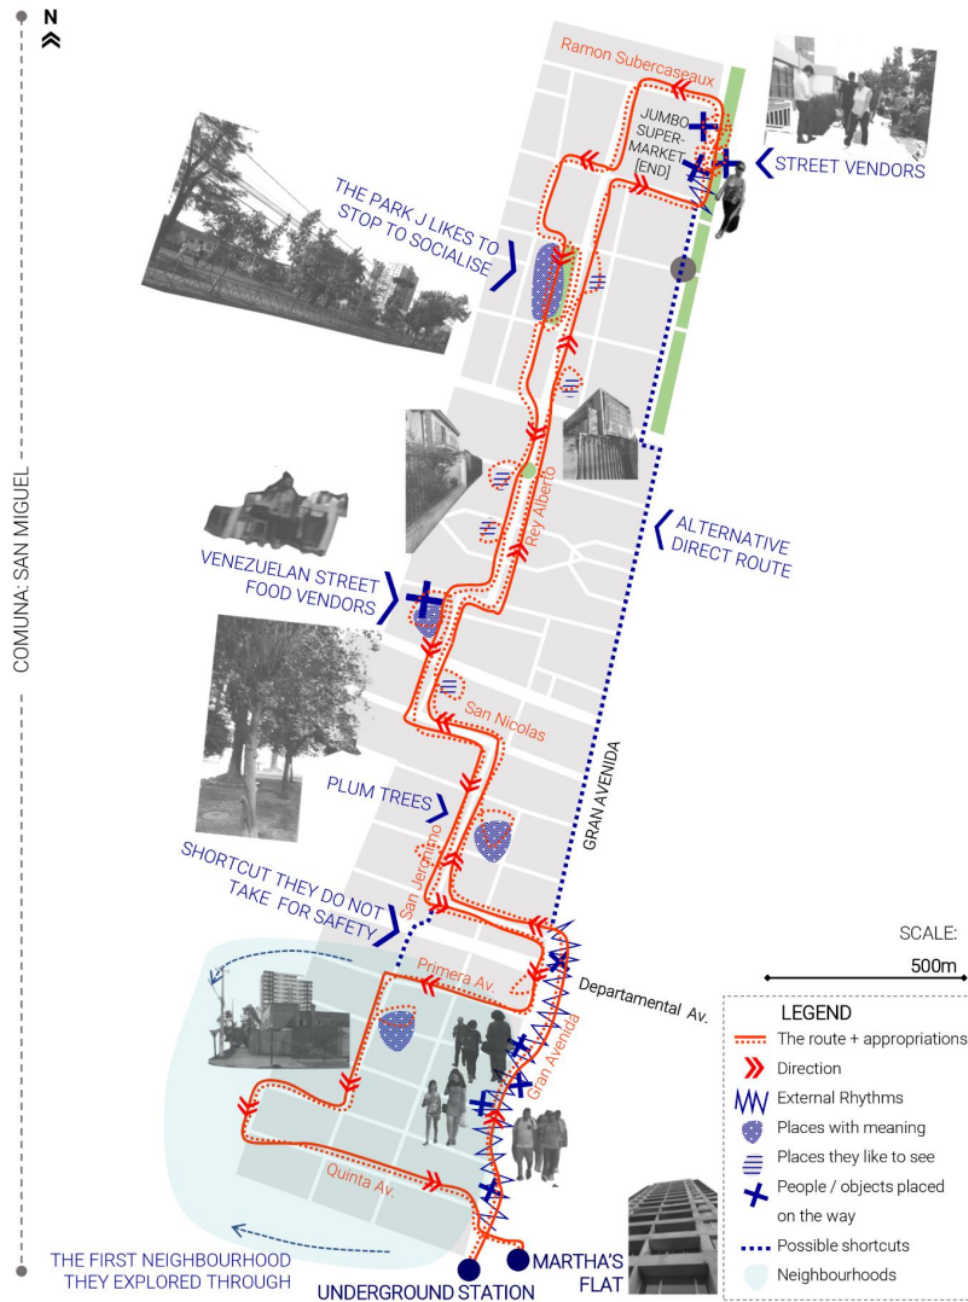 N
Ramon Subercaseaux
JUMBO
SUPER-
MARKET
[END]
STREET VENDORS
THE PARK J LIKES TO
STOP TO SOCIALISE
COMUNA: SAN MIGUEL
Rey Alberto
ALTERNATIVE
DIRECT ROUTE
VENEZUELAN STREET
FOOD VENDORS
San Nicolas
GRAN AVENIDA
PLUM TREES
San Jeronimo
SHORTCUT THEY DO NOT
TAKE FOR SAFETY
Primera Av.
Departamental Av.
Gran Avenida
Quinta Av.
THE FIRST NEIGHBOURHOOD
THEY EXPLORED THROUGH
UNDERGROUND STATION
MARTHA'S
FLAT
SCALE:
500m
LEGEND
The route + appropriations
Direction
External Rhythms
Places with meaning
Places they like to see
People / objects placed
on the way
Possible shortcuts
Neighbourhoods